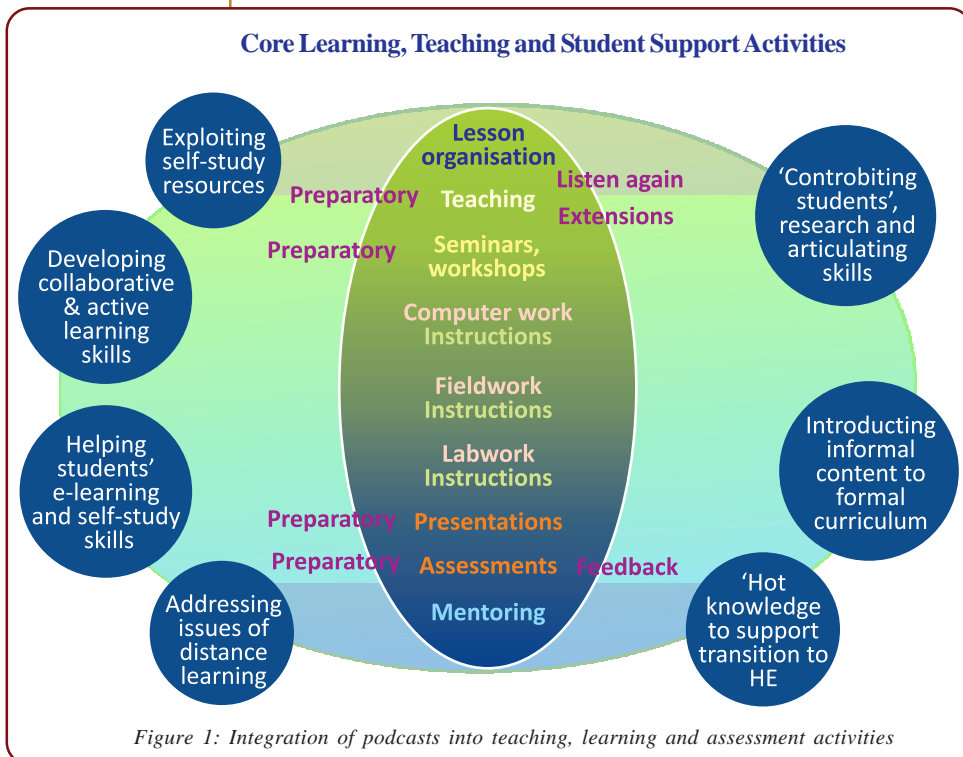 Core Learning, Teaching and Student Support Activities
Exploiting
self-study
resources
Developing
collaborative
& active
learning
skills
Helping
students'
e-learning
and self-study
skills
Addressing
issues of
distance
learning
Lesson
organisation
Preparatory
Teaching
Listen again
Extensions
Preparatory
Seminars,
workshops
Computer work
Instructions
Fieldwork
Instructions
Labwork
Instructions
Preparatory
Presentations
Preparatory
Assessments
Feedback
Mentoring
‘Controbiting
students’,
research and
articulating
skills
Introducting
informal
content to
formal
curriculum
‘Hot
knowledge
to support
transition to
HE
Figure 1: Integration of podcasts into teaching, learning and assessment activities